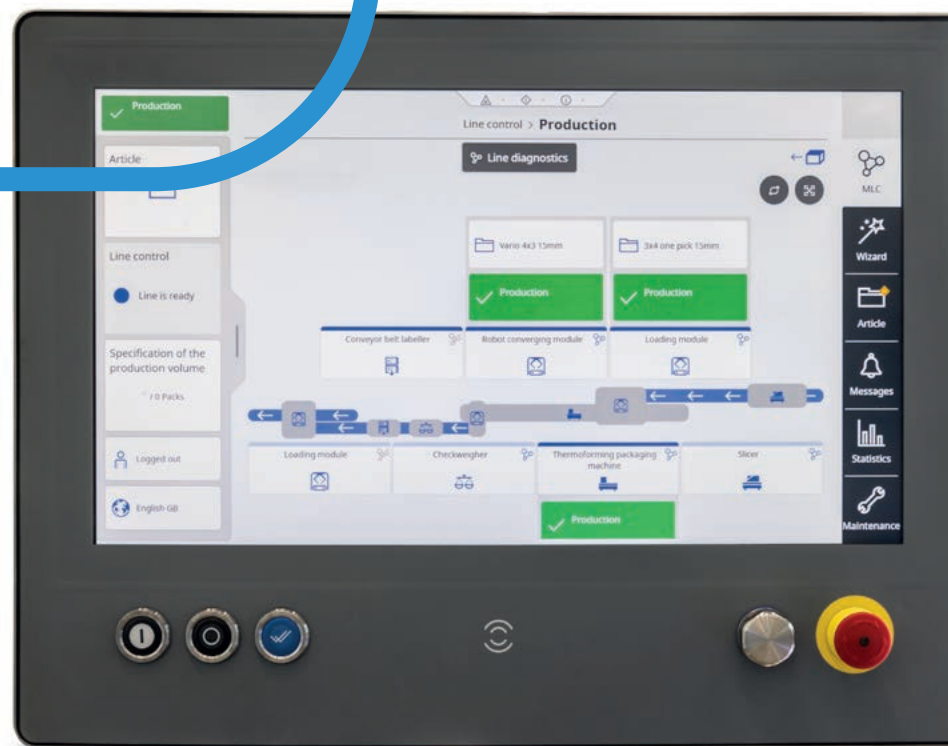 Production
Line control > Production
Article
Line diagnostics
MLC
Vario 4x3 15mm
3x4 one pick 15mm
Wizard
Line control
Production
Production
Line is ready
Article
Conveyor belt labeller
Robot converging module
Loading module
Specification of the
production volume
Messages
0 Packs
Loading module
Checkweigher
Thermoforming packaging
machine
Slicer
Statistics
Logged out
English GB
Production
Maintenance